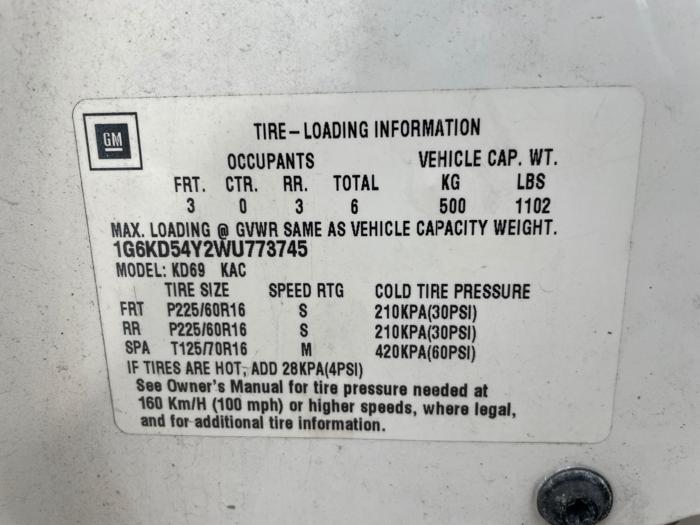 GM
TIRE-LOADING INFORMATION
OCCUPANTS VEHICLE CAP. WT.
FRT. CTR. RR. TOTAL KG LBS
3 0 3 6 500 1102
MAX. LOADING @ GVWR SAME AS VEHICLE CAPACITY WEIGHT.
1G6KD54Y2WU773745
MODEL: KD69 KAC
TIRE SIZE SPEED RTG COLD TIRE PRESSURE
FRT P225/60R16 S 210KPA(30PSI)
RR P225/60R16 S 210KPA(30PSI)
SPA T125/70R16 M 420KPA(60PSI)
IF TIRES ARE HOT, ADD 28KPA(4PSI)
See Owner's Manual for tire pressure needed at
160 Km/H (100 mph) or higher speeds, where legal,
and for additional tire information.